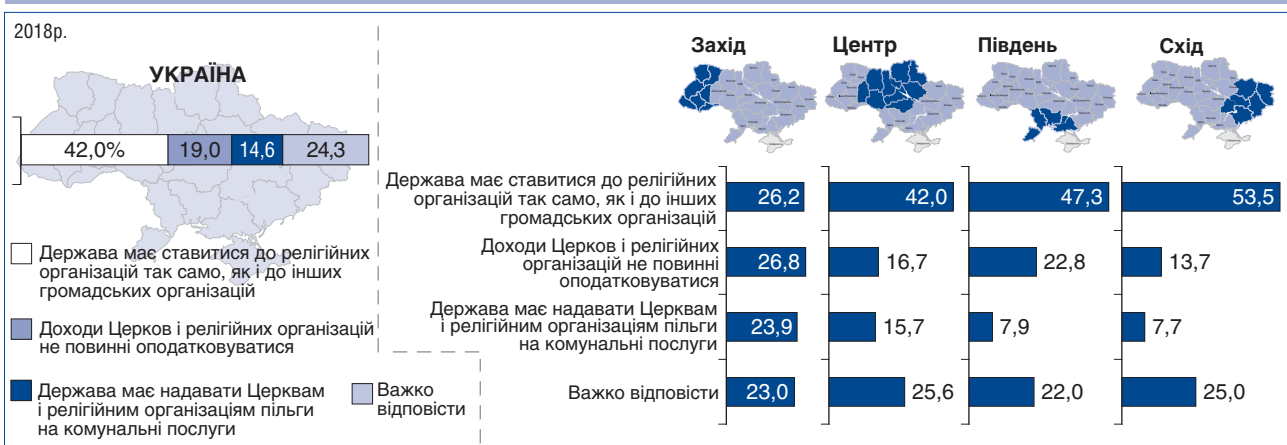 2018р.
УКРАЇНА
42,0% 19,0 14,6 24,3
Держава має ставитися до релігійних
організацій так само, як і до інших
громадських організацій
Доходи Церков і релігійних організацій
не повинні оподатковуватися
Держава має надавати Церквам
і релігійним організаціям пільги
на комунальні послуги
Важко
відповісти
Захід Центр Південь Схід
Держава має ставитися до релігійних
організацій так само, як і до інших
громадських організацій
26,2 42,0 47,3 53,5
Доходи Церков і релігійних
організацій не повинні
оподатковуватися
26,8 16,7 22,8 13,7
Держава має надавати Церквам
і релігійним організаціям пільги
на комунальні послуги
23,9 15,7 7,9 7,7
Важко відповісти
23,0 25,6 22,0 25,0